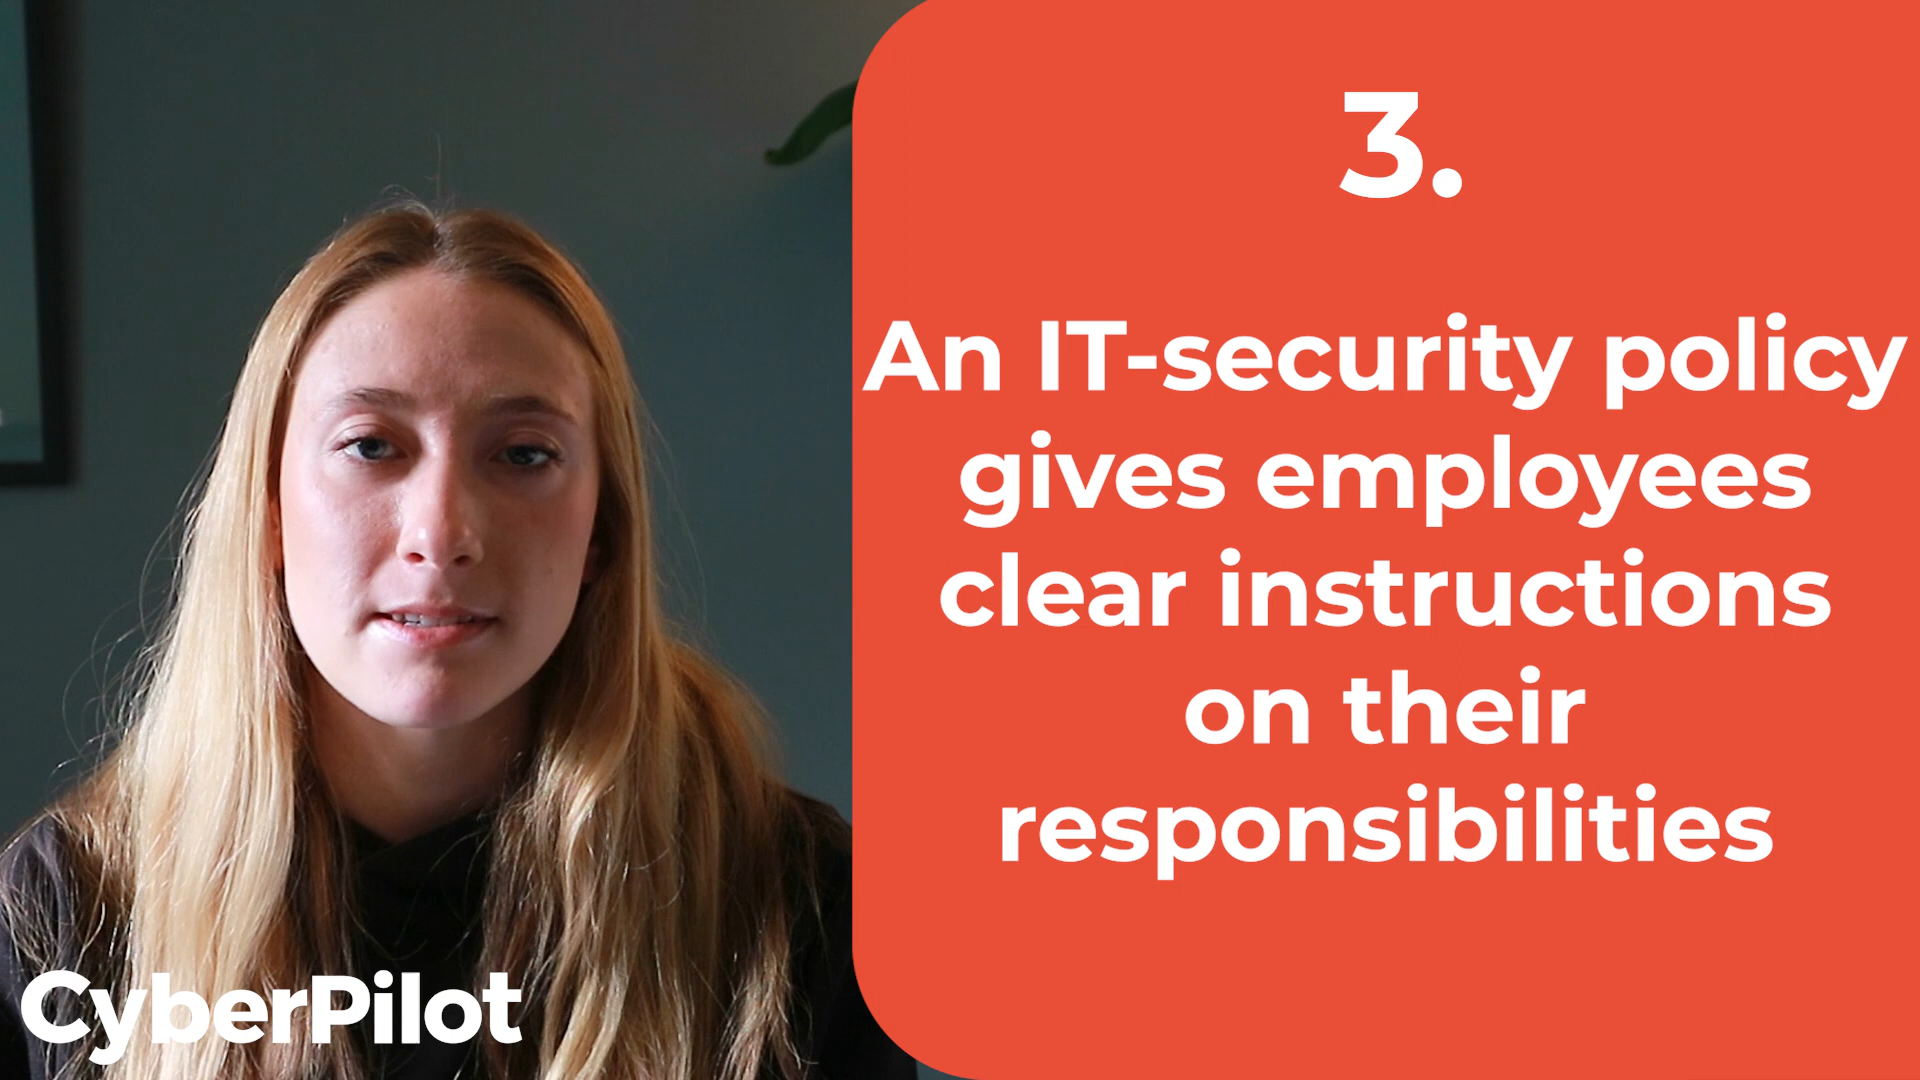 3.
An IT-security policy
gives employees
clear instructions
on their
responsibilities
CyberPilot